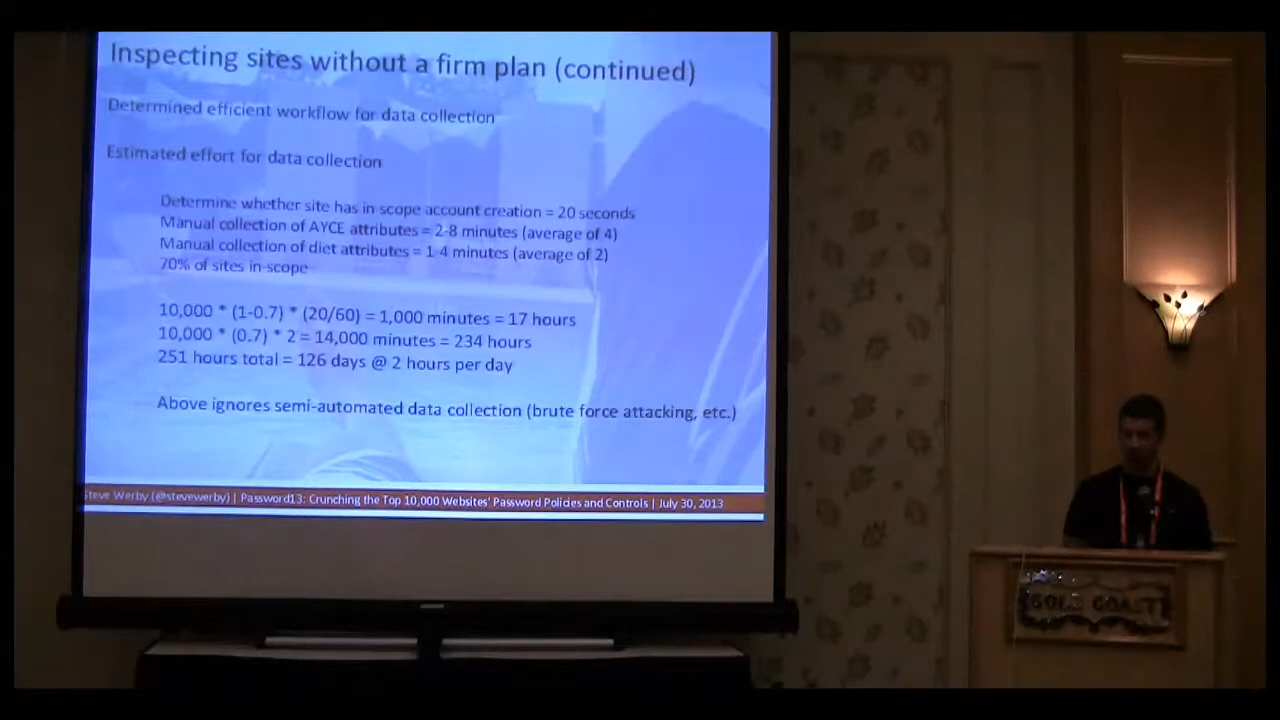 Inspecting sites without a firm plan (continued)
Determined efficient workflow for data collection
Estimated effort for data collection
Determine whether site has in-scope account creation = 20 seconds
Manual collection of AYCE attributes = 2-8 minutes (average of 4)
Manual collection of diet attributes = 1-4 minutes (average of 2)
70% of sites in-scope
10,000 * (1-0.7) * (20/60) = 1,000 minutes = 17 hours
10,000 * (0.7) * 2 = 14,000 minutes = 234 hours
251 hours total = 126 days @ 2 hours per day
Above ignores semi-automated data collection (brute force attacking, etc.)
Steve Werby (@stevewerby) | Password13: Crunching the Top 10,000 Websites' Password Policies and Controls | July 30, 2013
GOLD COAST